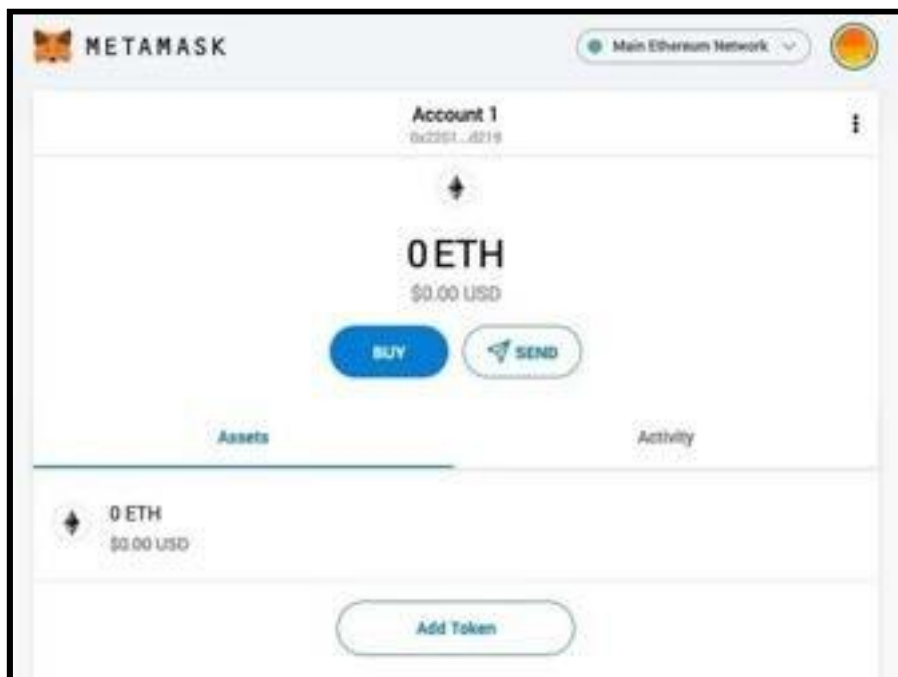 METAMASK
Main Ethereum Network
Account 1
0 ETH
$0.00 USD
BUY
SEND
Assets
Activity
0 ETH
$0.00 USD
Add Token